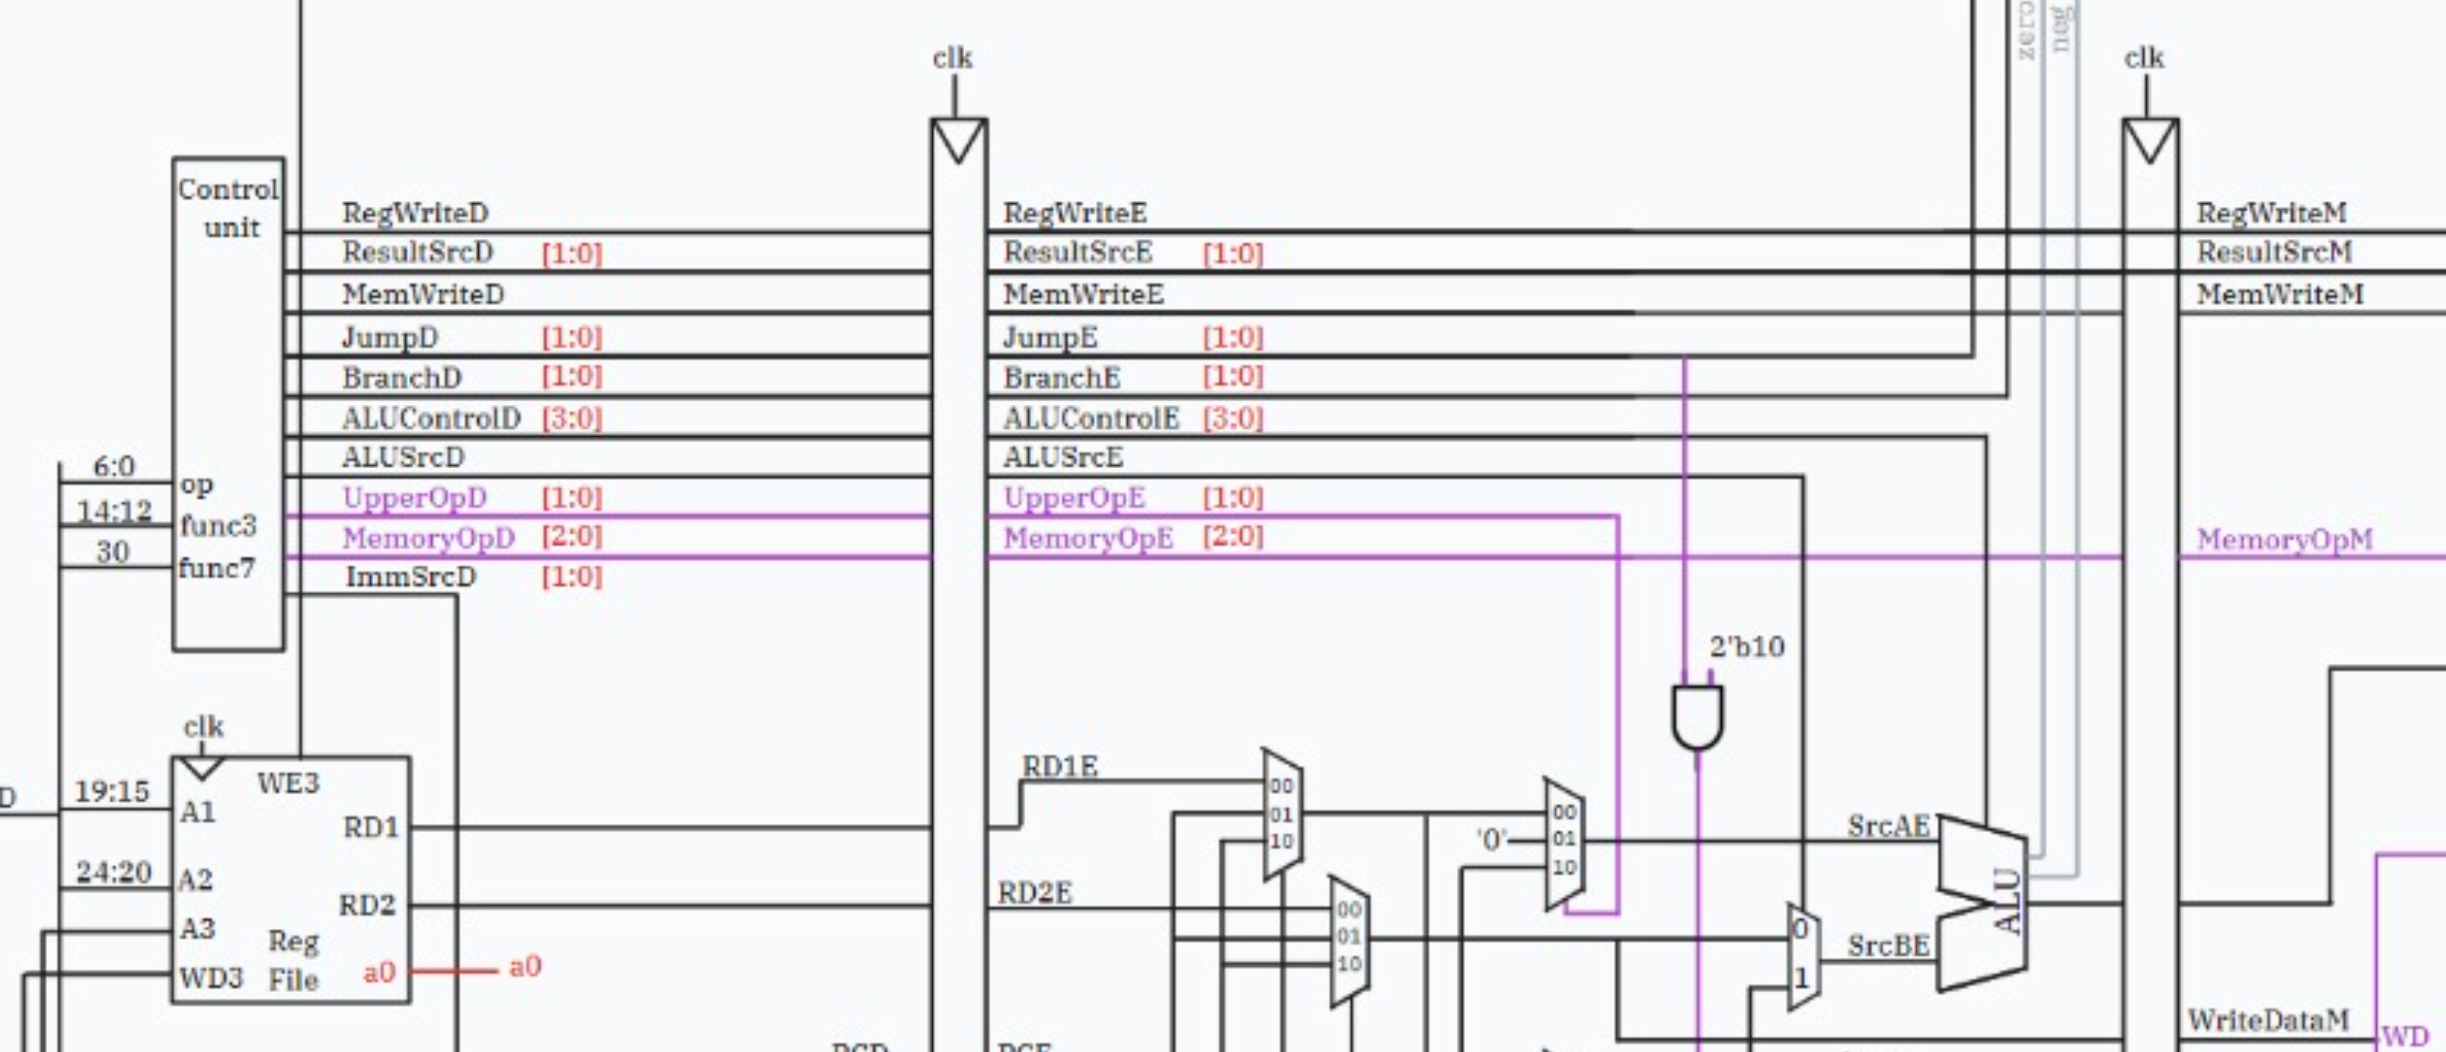 zero
neg
clk
clk
Control
unit
RegWriteD
RegWriteE
RegWriteM
ResultSrcD [1:0]
ResultSrcE [1:0]
ResultSrcM
MemWriteD
MemWriteE
MemWriteM
JumpD [1:0]
JumpE [1:0]
BranchD [1:0]
BranchE [1:0]
ALUControlD [3:0]
ALUControlE [3:0]
ALUSrcD
ALUSrcE
6:0
op
UpperOpD [1:0]
UpperOpE [1:0]
14:12
func3
MemoryOpD [2:0]
MemoryOpE [2:0]
MemoryOpM
30
func7
ImmSrcD [1:0]
2'b10
clk
WE3
19:15
A1
RD1
24:20
A2
RD2
A3
Reg
WD3
File
a0
a0
D
RD1E
00
01
10
RD2E
00
01
10
'0'
00
01
10
SrcAE
ALU
0
1
SrcBE
WriteDataM
WD
PCD
PCE